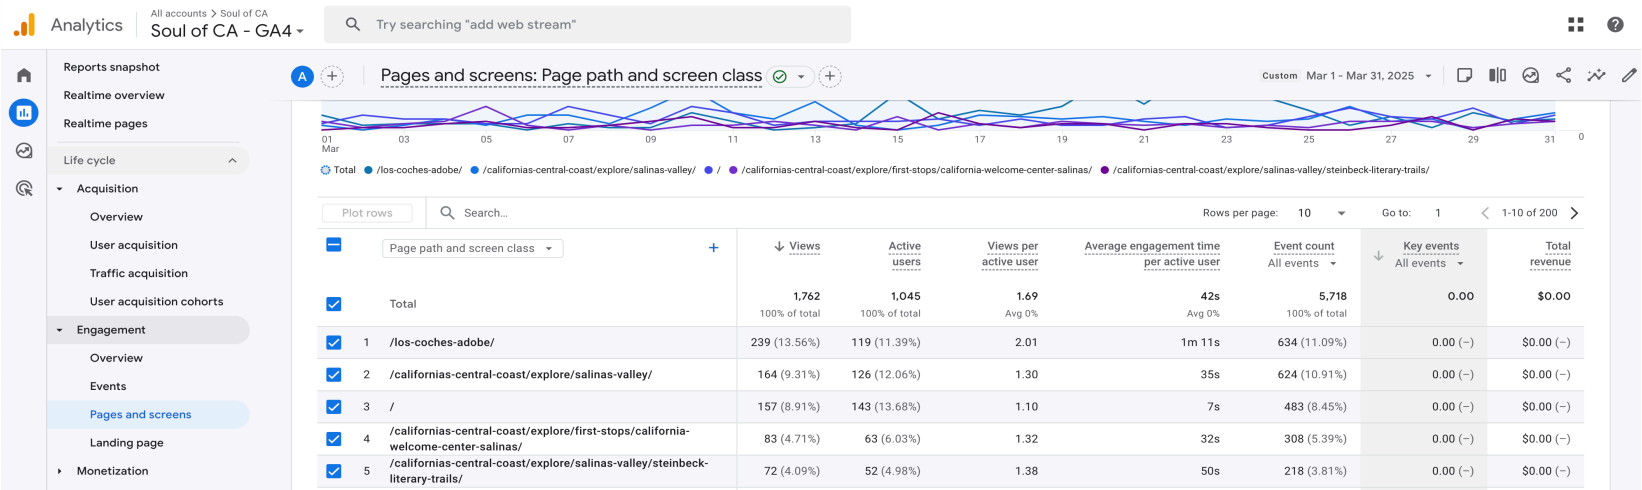 Analytics
All accounts > Soul of CA
Soul of CA - GA4
Try searching "add web stream"
Reports snapshot
Realtime overview
Realtime pages
Life cycle
Acquisition
Overview
User acquisition
Traffic acquisition
User acquisition cohorts
Engagement
Overview
Events
Pages and screens
Landing page
Monetization
A
Pages and screens: Page path and screen class
Custom Mar 1 - Mar 31, 2025
0
01 03 05 07 09 11 13 15 17 19 21 23 25 27 29 31
Mar
Total /los-coches-adobe/ /californias-central-coast/explore/salinas-valley/ / /californias-central-coast/explore/first-stops/california-welcome-center-salinas/ /californias-central-coast/explore/salinas-valley/steinbeck-literary-trails/
Plot rows Search... Rows per page: 10 Go to: 1 1-10 of 200
Page path and screen class +
Views
Active
users
Views per
active user
Average engagement time
per active user
Event count
All events
Key events
All events
Total
revenue
Total 1,762 1,045 1.69 42s 5,718 0.00 $0.00
100% of total 100% of total Avg 0% Avg 0% 100% of total
1 /los-coches-adobe/ 239 (13.56%) 119 (11.39%) 2.01 1m 11s 634 (11.09%) 0.00 (–) $0.00 (–)
2 /californias-central-coast/explore/salinas-valley/ 164 (9.31%) 126 (12.06%) 1.30 35s 624 (10.91%) 0.00 (–) $0.00 (–)
3 / 157 (8.91%) 143 (13.68%) 1.10 7s 483 (8.45%) 0.00 (–) $0.00 (–)
4 /californias-central-coast/explore/first-stops/california-
welcome-center-salinas/ 83 (4.71%) 63 (6.03%) 1.32 32s 308 (5.39%) 0.00 (–) $0.00 (–)
5 /californias-central-coast/explore/salinas-valley/steinbeck-
literary-trails/ 72 (4.09%) 52 (4.98%) 1.38 50s 218 (3.81%) 0.00 (–) $0.00 (–)